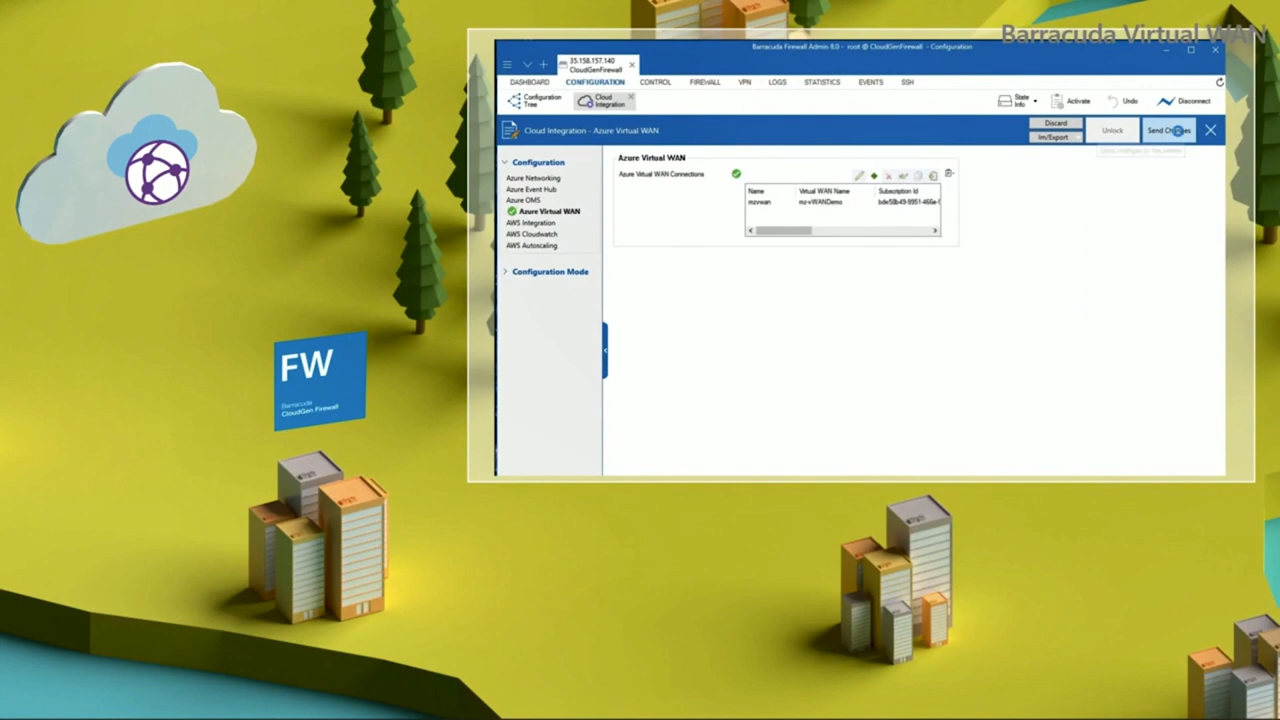 Barracuda Virtual WAN
Barracuda Firewall Admin 8.0 - root @ CloudGenFirewall - Configuration
35.158.157.140
CloudGenFirewall
DASHBOARD CONFIGURATION CONTROL FIREWALL VPN LOGS STATISTICS EVENTS SSH
Configuration
Tree
Cloud
Integration
State
Info
Activate
Undo
Disconnect
Cloud Integration - Azure Virtual WAN
Discard
Im/Export
Unlock
Configuration
Azure Networking
Azure Event Hub
Azure OMS
Azure Virtual WAN
AWS Integration
AWS Cloudwatch
AWS Autoscaling
Configuration Mode
Azure Virtual WAN
Azure Virtual WAN Connections
Name Virtual WAN Name Subscription Id
mzvwan mz-vWANDemo
FW
Barracuda
CloudGen Firewall